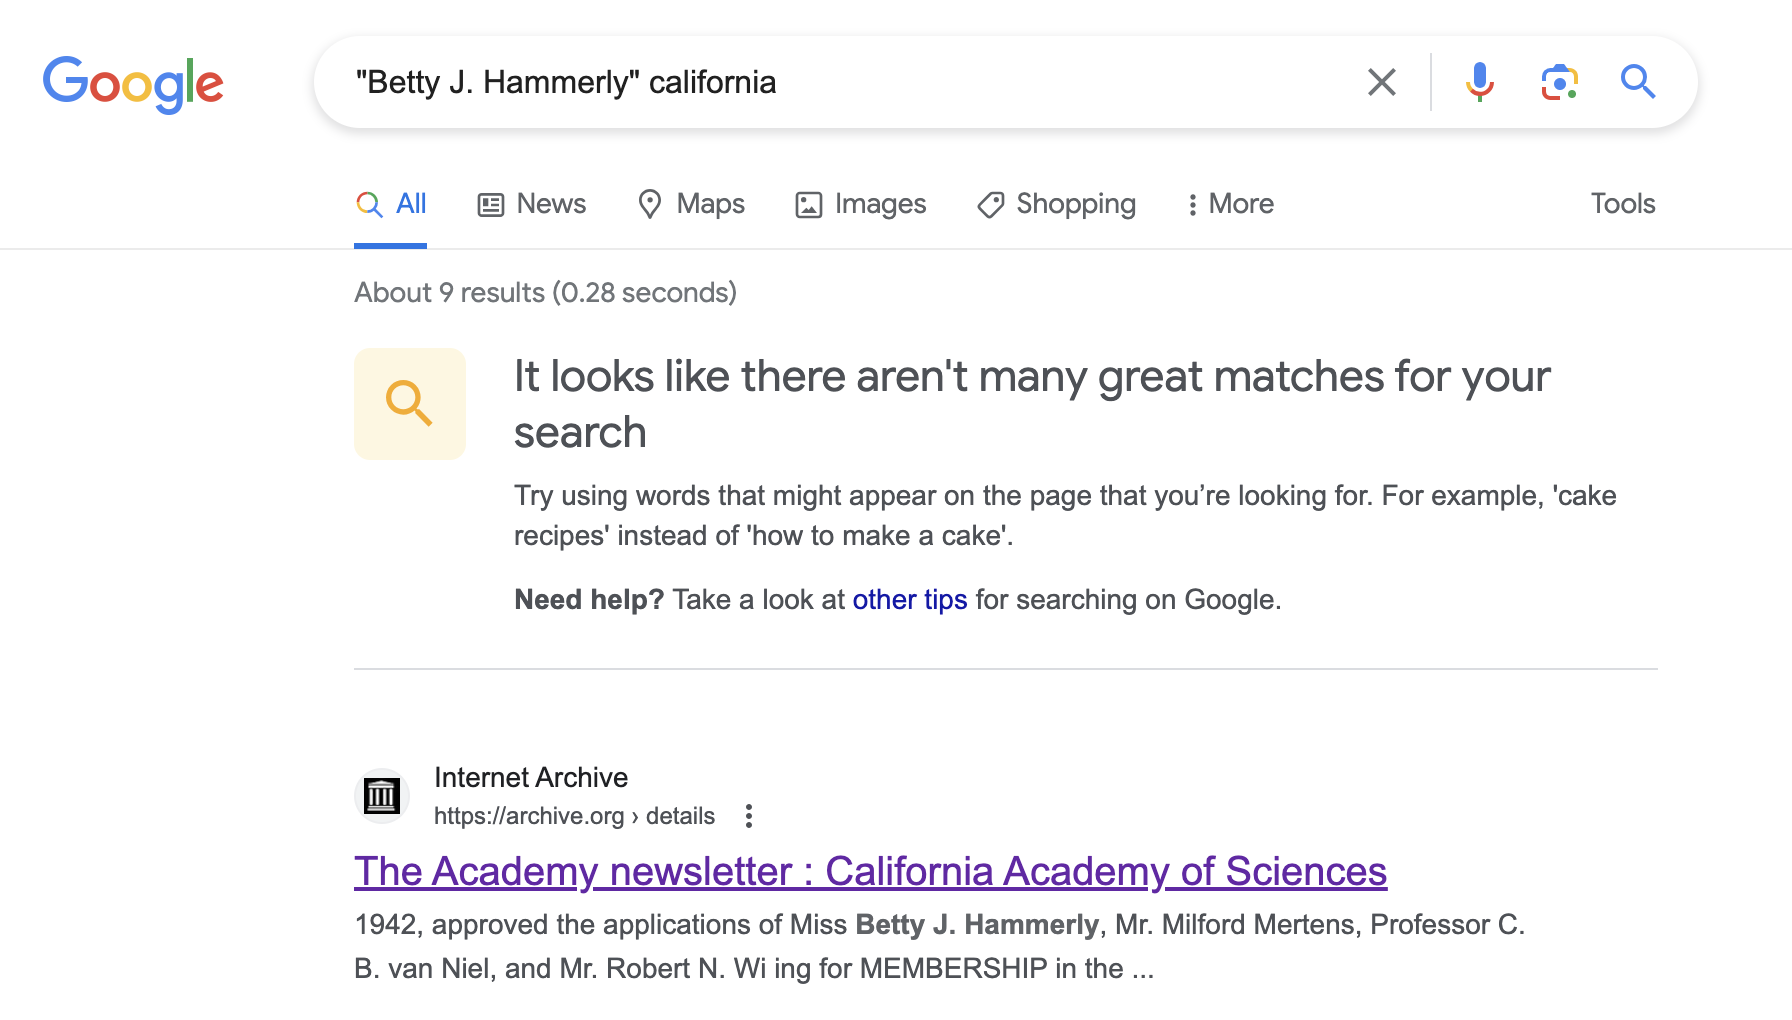 Google
"Betty J. Hammerly" california
All News Maps Images Shopping More Tools
About 9 results (0.28 seconds)
It looks like there aren't many great matches for your
search
Try using words that might appear on the page that you’re looking for. For example, 'cake
recipes' instead of 'how to make a cake'.
Need help? Take a look at other tips for searching on Google.
Internet Archive
https://archive.org › details
The Academy newsletter : California Academy of Sciences
1942, approved the applications of Miss Betty J. Hammerly, Mr. Milford Mertens, Professor C.
B. van Niel, and Mr. Robert N. Wi ing for MEMBERSHIP in the ...